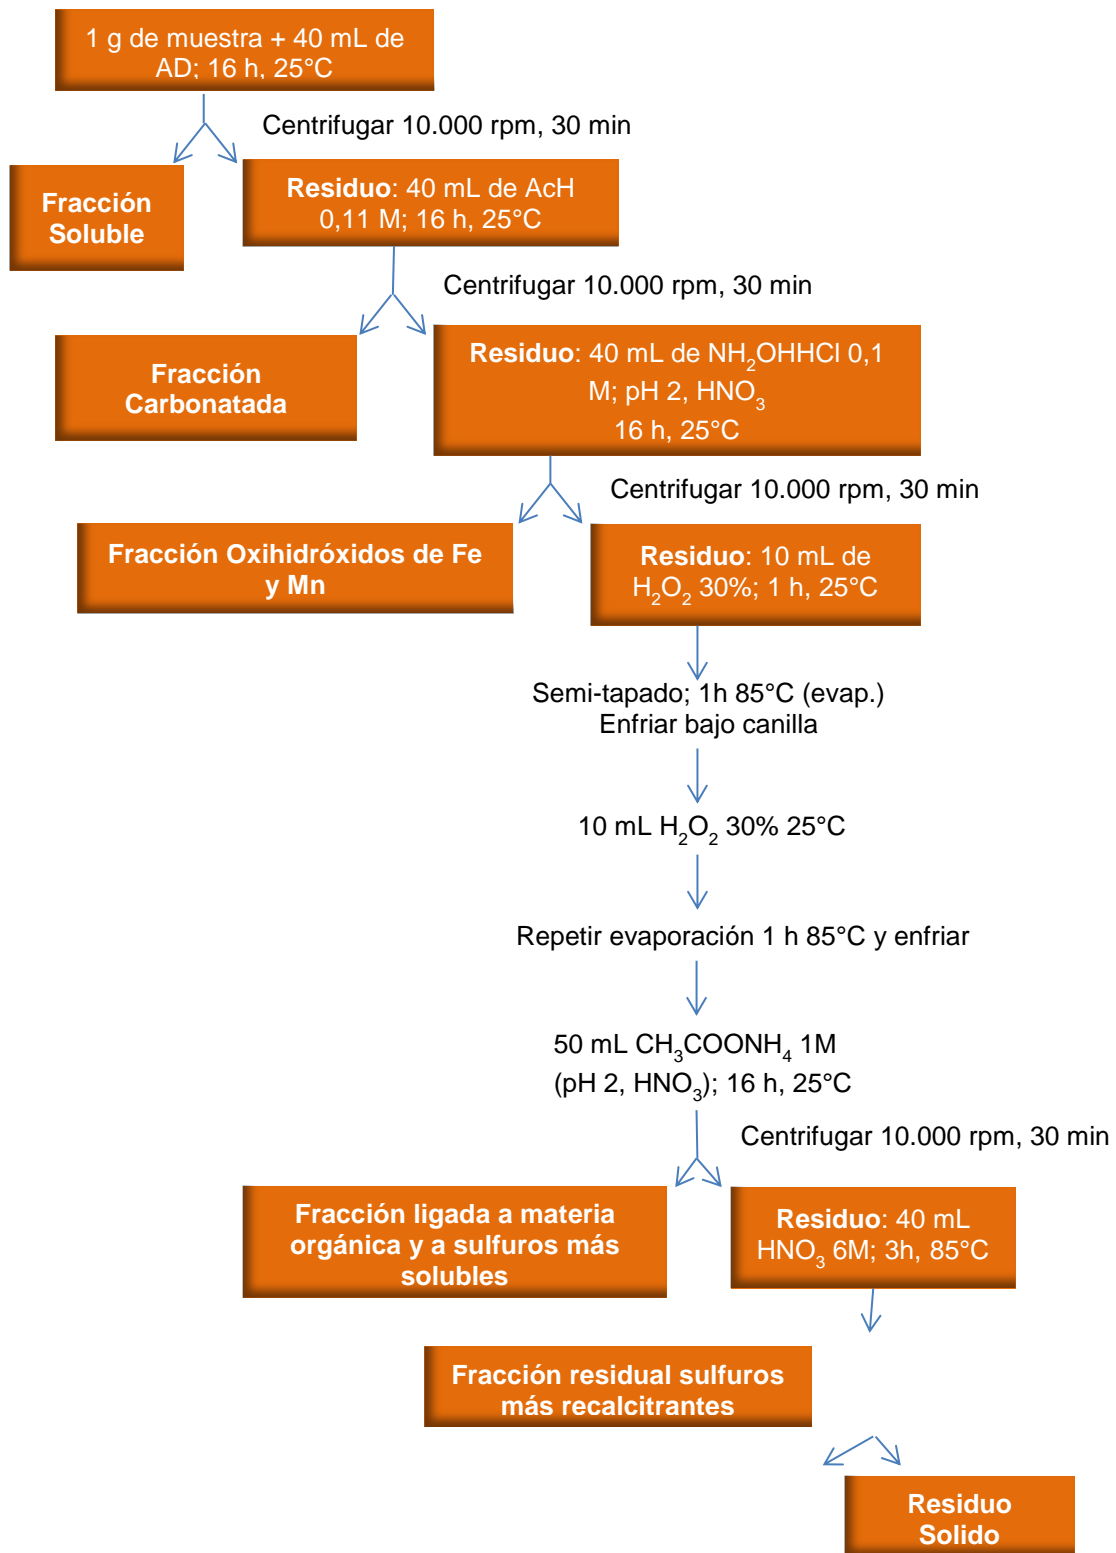 1 g de muestra + 40 mL de
AD; 16 h, 25°C
Centrifugar 10.000 rpm, 30 min
Fracción
Soluble
Residuo: 40 mL de AcH
0,11 M; 16 h, 25°C
Centrifugar 10.000 rpm, 30 min
Fracción
Carbonatada
Residuo: 40 mL de NH₂OHHCl 0,1
M; pH 2, HNO₃
16 h, 25°C
Centrifugar 10.000 rpm, 30 min
Fracción Oxihidróxidos de Fe
y Mn
Residuo: 10 mL de
H₂O₂ 30%; 1 h, 25°C
Semi-tapado; 1h 85°C (evap.)
Enfriar bajo canilla
10 mL H₂O₂ 30% 25°C
Repetir evaporación 1 h 85°C y enfriar
50 mL CH₃COONH₄ 1M
(pH 2, HNO₃); 16 h, 25°C
Centrifugar 10.000 rpm, 30 min
Fracción ligada a materia
orgánica y a sulfuros más
solubles
Residuo: 40 mL
HNO₃ 6M; 3h, 85°C
Fracción residual sulfuros
más recalcitrantes
Residuo
Solido